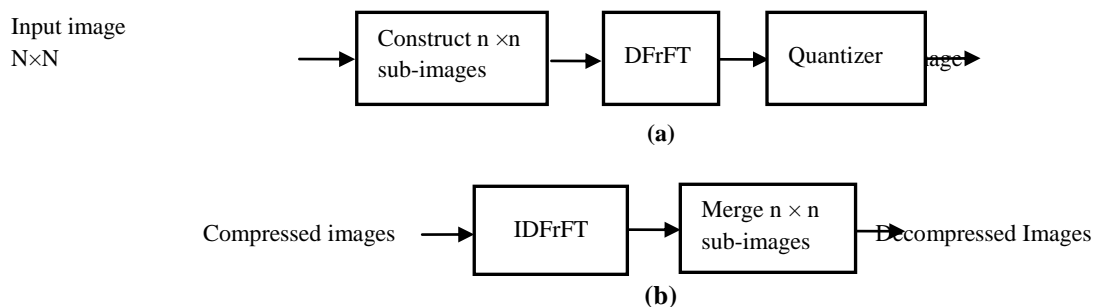 Input image
N×N
Construct n ×n
sub-images
DFrFT
Quantizer
(a)
Compressed images
IDFrFT
Merge n × n
sub-images
Decompressed Images
(b)